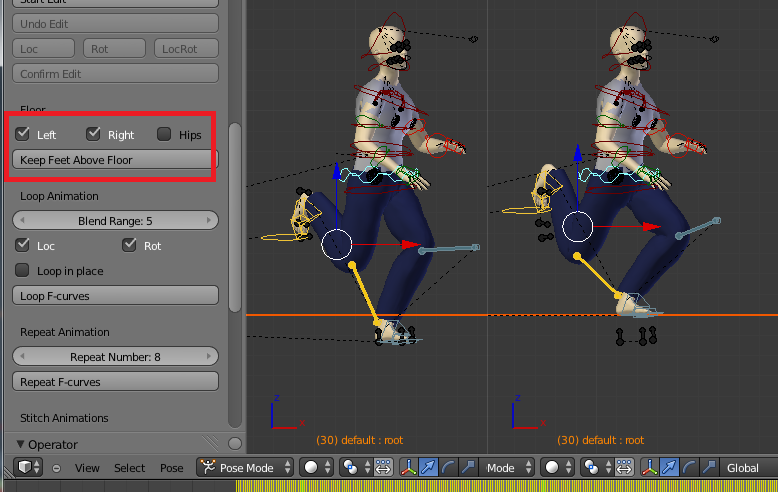 Start Edit
Undo Edit
Loc Rot LocRot
Confirm Edit
Floor
Left Right Hips
Keep Feet Above Floor
Loop Animation
Blend Range: 5
Loc Rot
Loop in place
Loop F-curves
Repeat Animation
Repeat Number: 8
Repeat F-curves
Stitch Animations
Operator
z
x
(30) default : root
z
x
(30) default : root
View Select Pose Pose Mode Mode Global